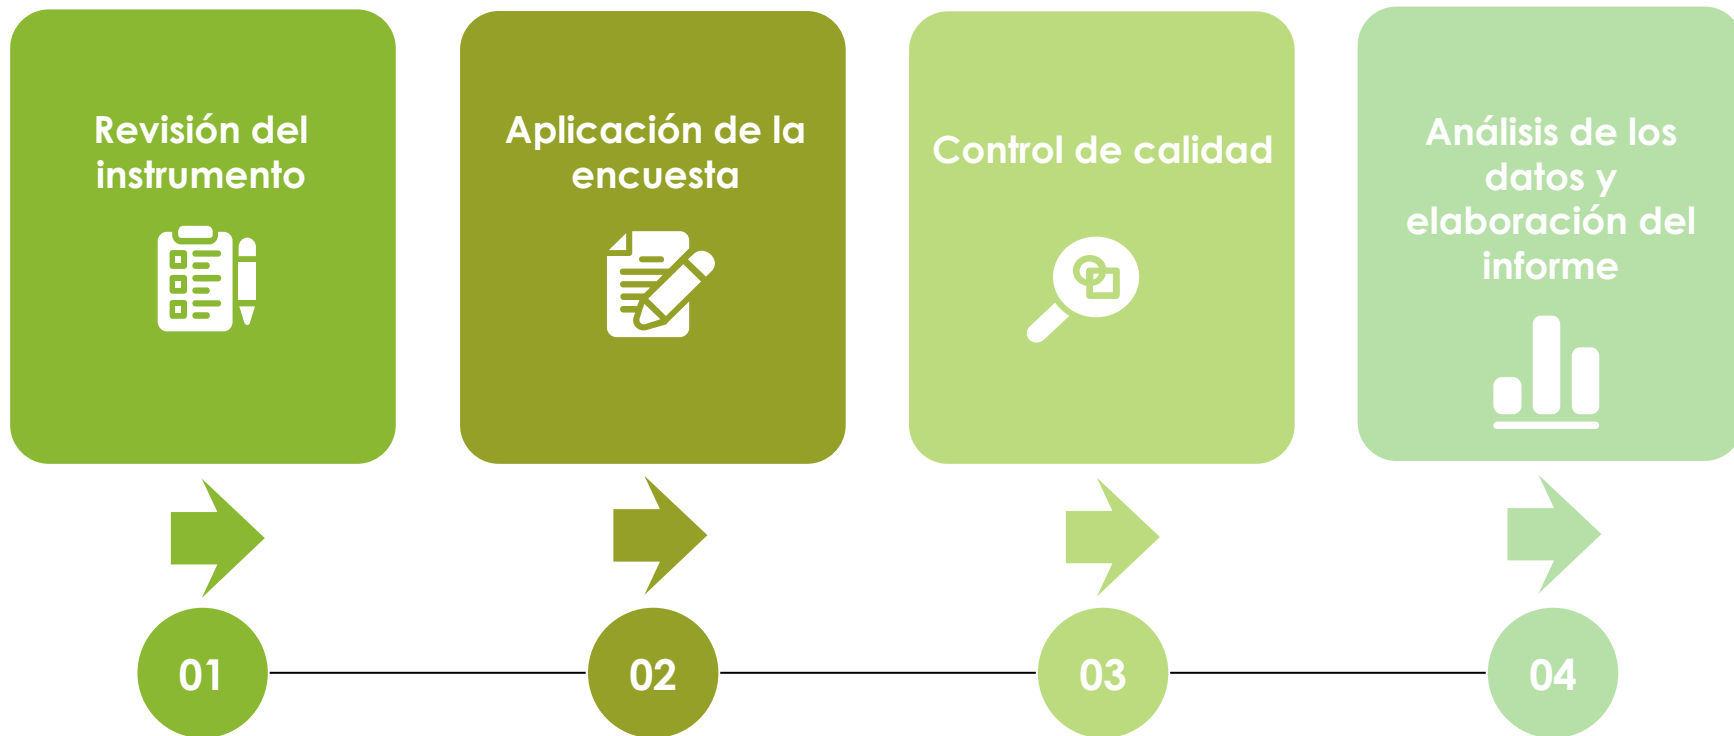 Revisión del
instrumento
Aplicación de la
encuesta
Control de calidad
Análisis de los
datos y
elaboración del
informe
01
02
03
04